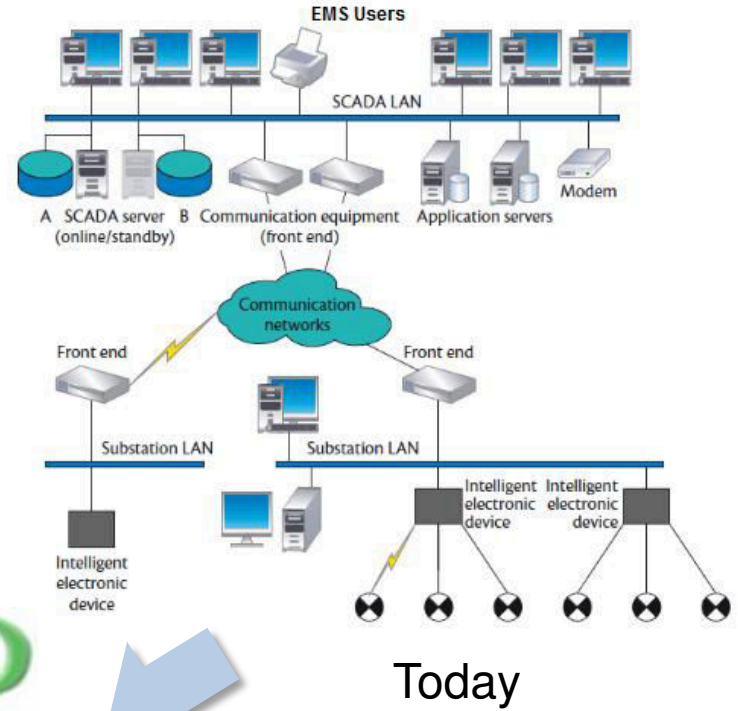 EMS Users
SCADA LAN
Modem
A SCADA server B Communication equipment Application servers
(online/standby) (front end)
Communication
networks
Front end
Front end
Substation LAN
Substation LAN
Intelligent
electronic
device
Intelligent
electronic
device
Intelligent
electronic
device
Today